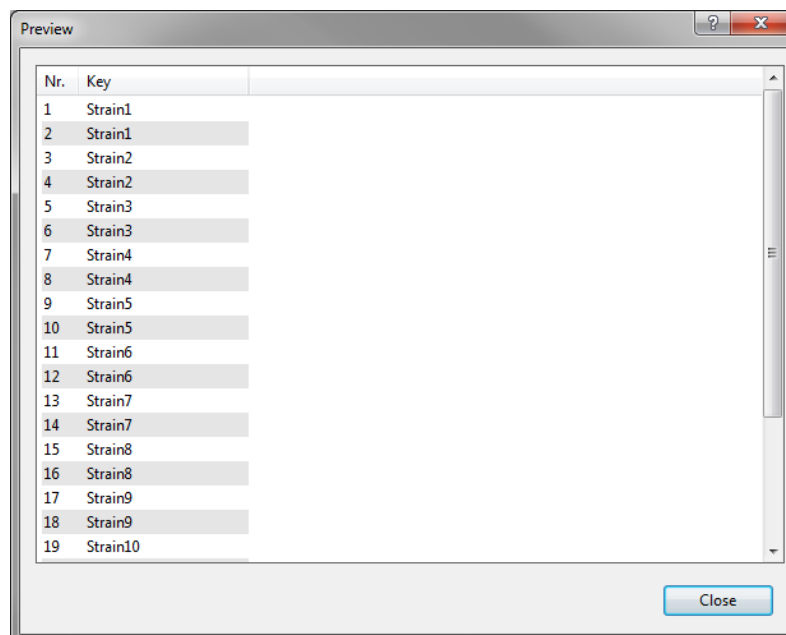 Preview
?
X
Nr. Key
1 Strain1
2 Strain1
3 Strain2
4 Strain2
5 Strain3
6 Strain3
7 Strain4
8 Strain4
9 Strain5
10 Strain5
11 Strain6
12 Strain6
13 Strain7
14 Strain7
15 Strain8
16 Strain8
17 Strain9
18 Strain9
19 Strain10
Close